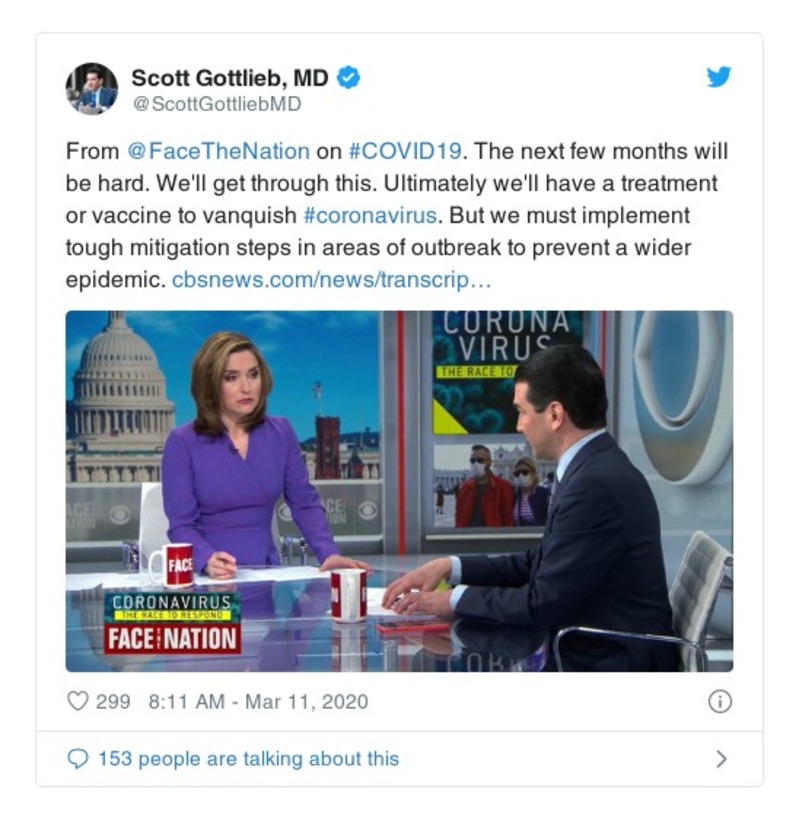 Scott Gottlieb, MD
@ScottGottliebMD
From @FaceTheNation on #COVID19. The next few months will
be hard. We'll get through this. Ultimately we'll have a treatment
or vaccine to vanquish #coronavirus. But we must implement
tough mitigation steps in areas of outbreak to prevent a wider
epidemic. cbsnews.com/news/transcrip…
CORONA
VIRUS
THE RACE TO
FACE
CORONAVIRUS
THE RACE TO RESPOND
FACE THE NATION
299 8:11 AM - Mar 11, 2020
153 people are talking about this